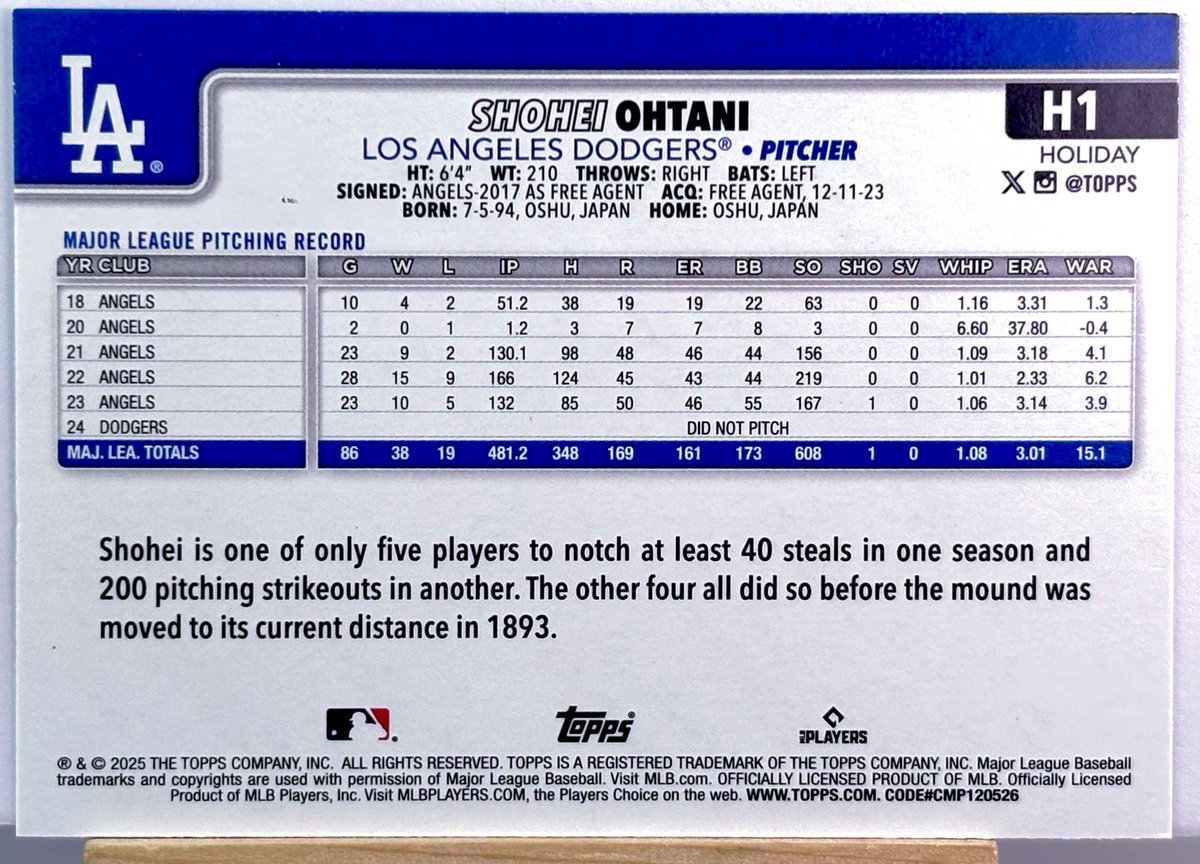 LA®
SHOHEI OHTANI
H1
LOS ANGELES DODGERS® • PITCHER
HOLIDAY
HT: 6'4" WT: 210 THROWS: RIGHT BATS: LEFT
X @TOPPS
SIGNED: ANGELS-2017 AS FREE AGENT ACQ: FREE AGENT, 12-11-23
BORN: 7-5-94, OSHU, JAPAN HOME: OSHU, JAPAN
MAJOR LEAGUE PITCHING RECORD
YR CLUB G W L IP H R ER BB SO SHO SV WHIP ERA WAR
18 ANGELS 10 4 2 51.2 38 19 19 22 63 0 0 1.16 3.31 1.3
20 ANGELS 2 0 1 1.2 3 7 7 8 3 0 0 6.60 37.80 -0.4
21 ANGELS 23 9 2 130.1 98 48 46 44 156 0 0 1.09 3.18 4.1
22 ANGELS 28 15 9 166 124 45 43 44 219 0 0 1.01 2.33 6.2
23 ANGELS 23 10 5 132 85 50 46 55 167 1 0 1.06 3.14 3.9
24 DODGERS DID NOT PITCH
MAJ. LEA. TOTALS 86 38 19 481.2 348 169 161 173 608 1 0 1.08 3.01 15.1
Shohei is one of only five players to notch at least 40 steals in one season and
200 pitching strikeouts in another. The other four all did so before the mound was
moved to its current distance in 1893.
Topps®
MLB PLAYERS
® & © 2025 THE TOPPS COMPANY, INC. ALL RIGHTS RESERVED. TOPPS IS A REGISTERED TRADEMARK OF THE TOPPS COMPANY, INC. Major League Baseball
trademarks and copyrights are used with permission of Major League Baseball. Visit MLB.com. OFFICIALLY LICENSED PRODUCT OF MLB. Officially Licensed
Product of MLB Players, Inc. Visit MLBPLAYERS.COM, the Players Choice on the web. WWW.TOPPS.COM. CODE#CMP120526